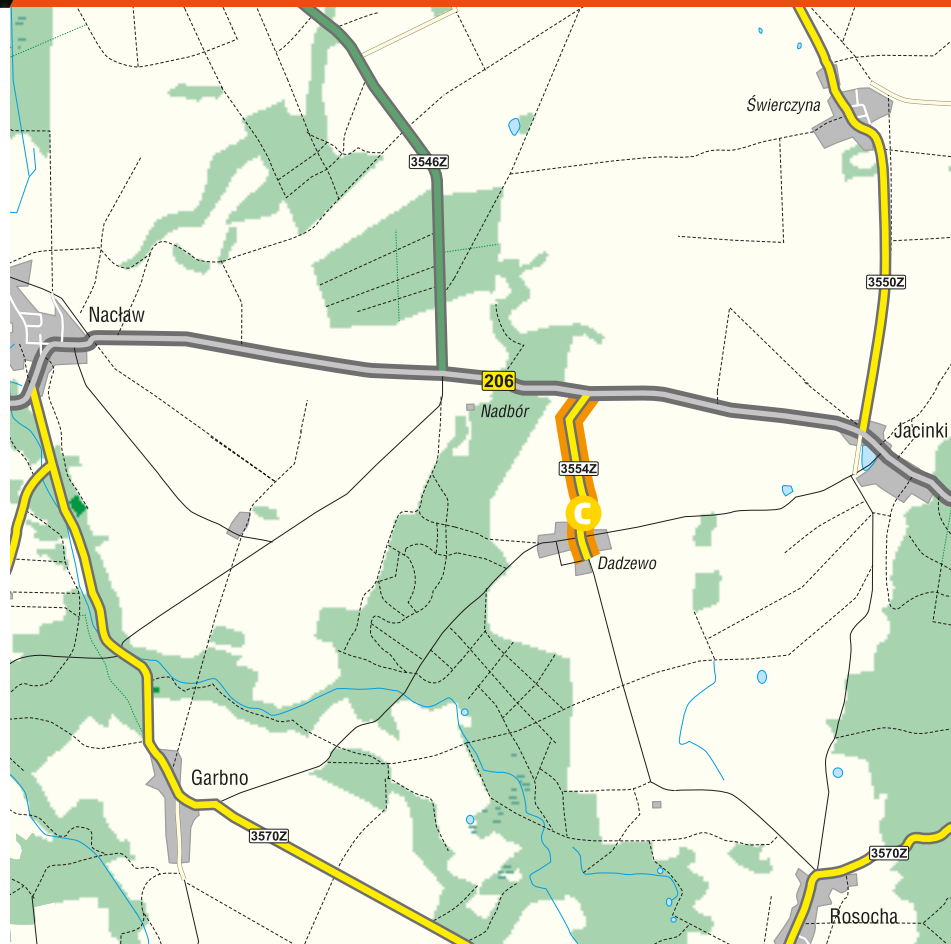 Świerczyna
3546Z
3550Z
Nacław
206
Nadbór
Jacinki
3554Z
C
Dadzewo
Garbno
3570Z
3570Z
Rosocha